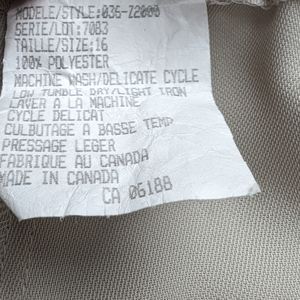 MODELE/STYLE:036-Z2000
SERIE/LOT:7083
TAILLE/SIZE:16
100% POLYESTER
MACHINE WASH/DELICATE CYCLE
LOW TUMBLE DRY/LIGHT IRON
LAVER A LA MACHINE
CYCLE DELICAT
CULBUTAGE A BASSE TEMP
PRESSAGE LEGER
FABRIQUE AU CANADA
MADE IN CANADA
CA 06188